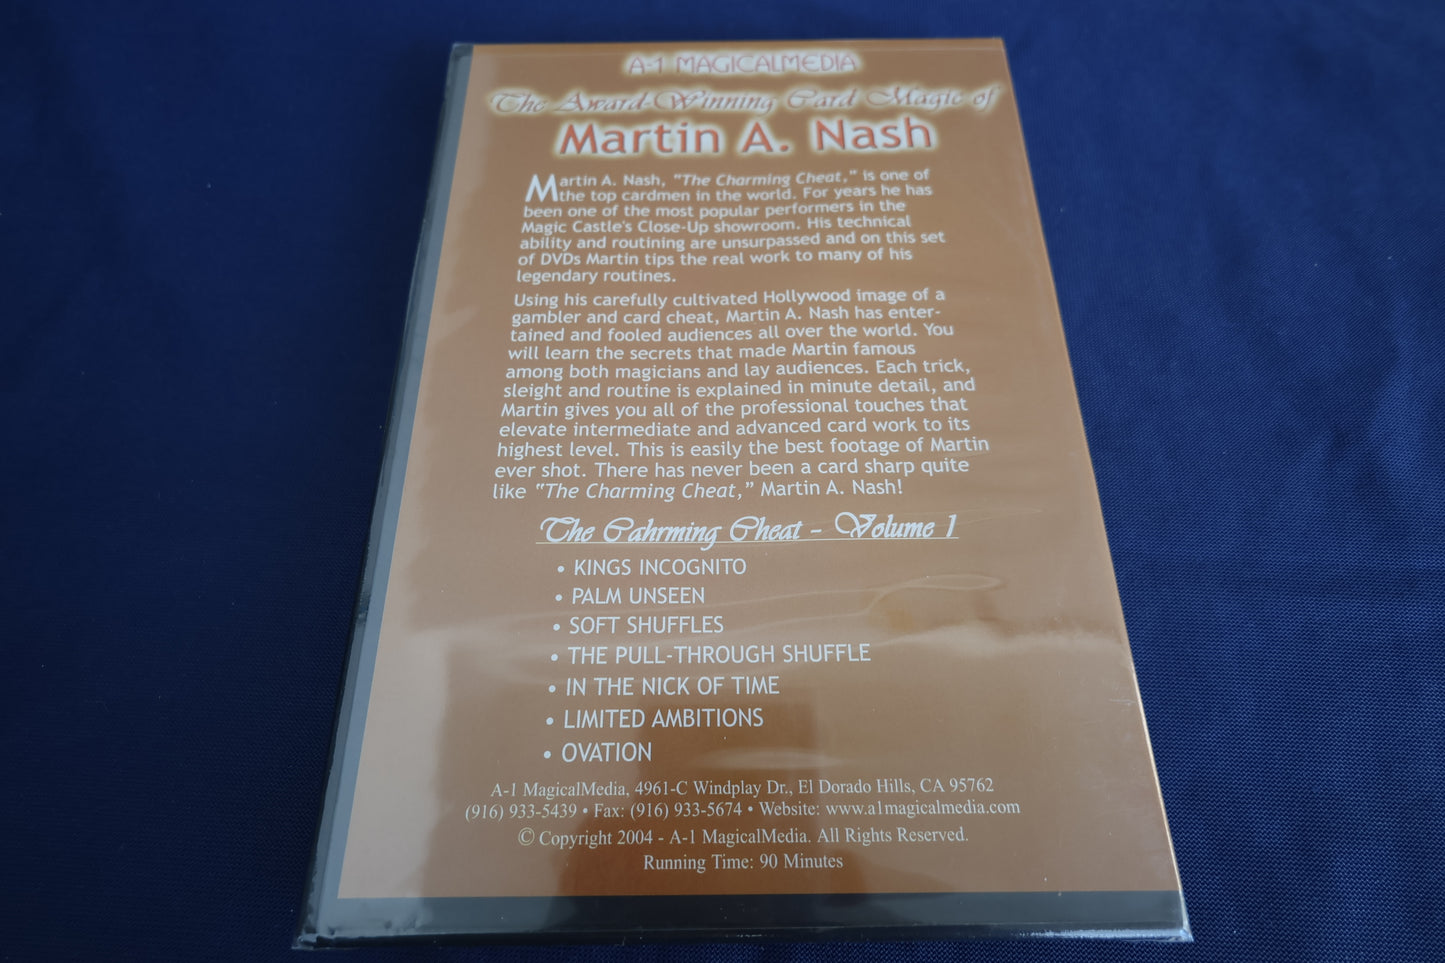 A-1 MAGICALMEDIA
The Award-Winning Card Magic of
Martin A. Nash
Martin A. Nash, "The Charming Cheat," is one of
the top cardmen in the world. For years he has
been one of the most popular performers in the
Magic Castle's Close-Up showroom. His technical
ability and routining are unsurpassed and on this set
of DVDs Martin tips the real work to many of his
legendary routines.
Using his carefully cultivated Hollywood image of a
gambler and card cheat, Martin A. Nash has enter-
tained and fooled audiences all over the world. You
will learn the secrets that made Martin famous
among both magicians and lay audiences. Each trick,
sleight and routine is explained in minute detail, and
Martin gives you all of the professional touches that
elevate intermediate and advanced card work to its
highest level. This is easily the best footage of Martin
ever shot. There has never been a card sharp quite
like "The Charming Cheat," Martin A. Nash!
The Cahrming Cheat - Volume 1
• KINGS INCOGNITO
• PALM UNSEEN
• SOFT SHUFFLES
• THE PULL-THROUGH SHUFFLE
• IN THE NICK OF TIME
• LIMITED AMBITIONS
• OVATION
A-1 MagicalMedia, 4961-C Windplay Dr., El Dorado Hills, CA 95762
(916) 933-5439 • Fax: (916) 933-5674 • Website: www.a1magicalmedia.com
© Copyright 2004 - A-1 MagicalMedia. All Rights Reserved.
Running Time: 90 Minutes